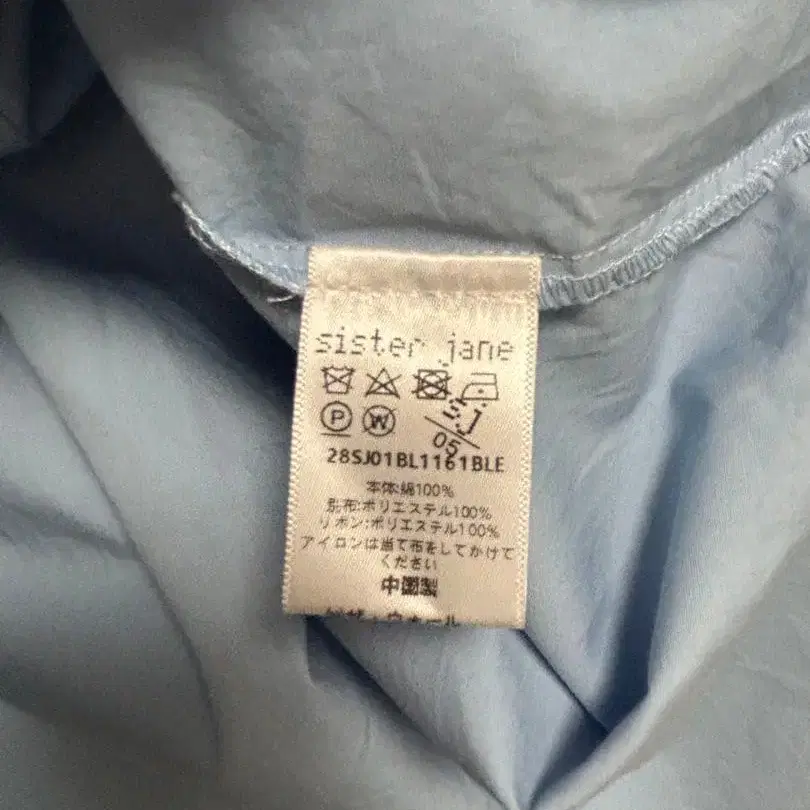 sister jane
P W
05
28SJ01BL1161BLE
本体:綿100%
別布:ポリエステル100%
リボン:ポリエステル100%
アイロンは当て布をしてかけて
ください
中国製